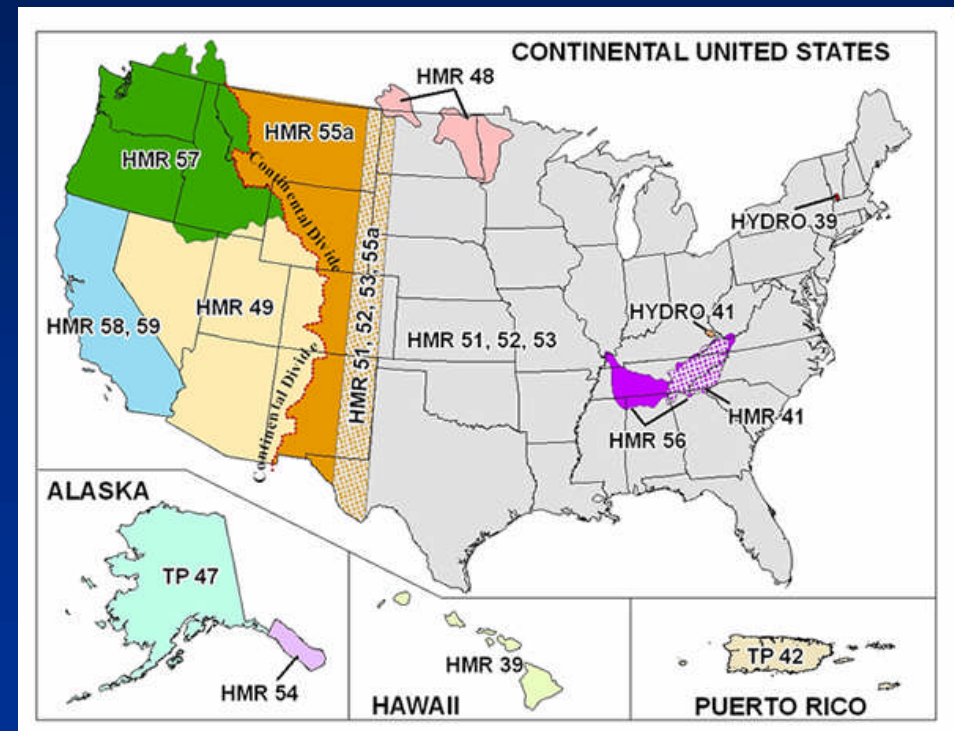 CONTINENTAL UNITED STATES
HMR 48
HMR 55a
HMR 57
Continental Divide
HYDRO 39
HMR 51, 52, 53, 55a
HMR 49
HYDRO 41
HMR 58, 59
HMR 51, 52, 53
Continental Divide
HMR 41
HMR 56
ALASKA
TP 47
HMR 54
HMR 39
HAWAII
TP 42
PUERTO RICO